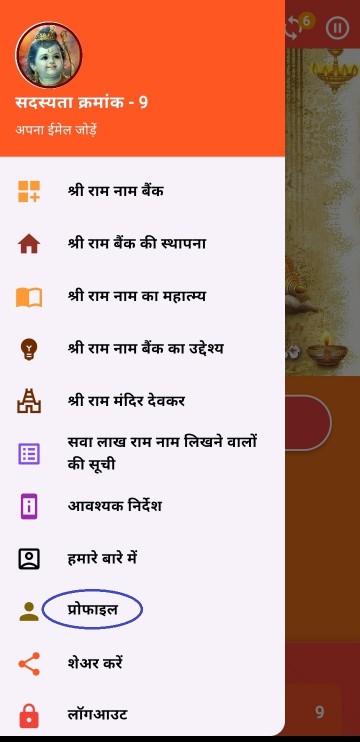 6
सदस्यता क्रमांक - 9
अपना ईमेल जोड़ें
श्री राम नाम बैंक
श्री राम बैंक की स्थापना
श्री राम नाम का महात्म्य
श्री राम नाम बैंक का उद्देश्य
श्री राम मंदिर देवकर
सवा लाख राम नाम लिखने वालों
की सूची
आवश्यक निर्देश
हमारे बारे में
प्रोफाइल
शेअर करें
लॉगआउट
9